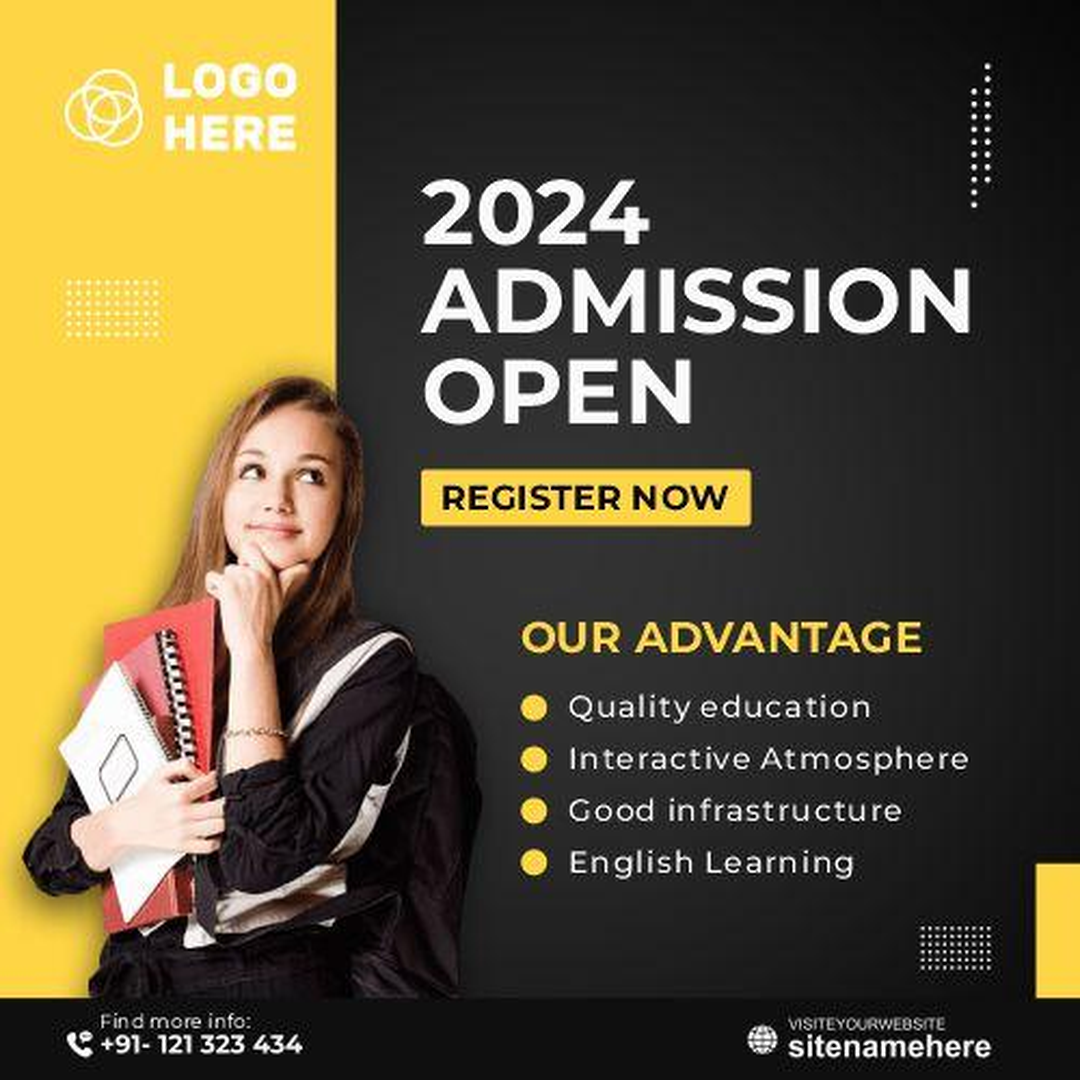 LOGO
HERE
2024
ADMISSION
OPEN
REGISTER NOW
OUR ADVANTAGE
Quality education
Interactive Atmosphere
Good infrastructure
English Learning
Find more info:
+91- 121 323 434
VISITEYOURWEBSITE
sitenamehere